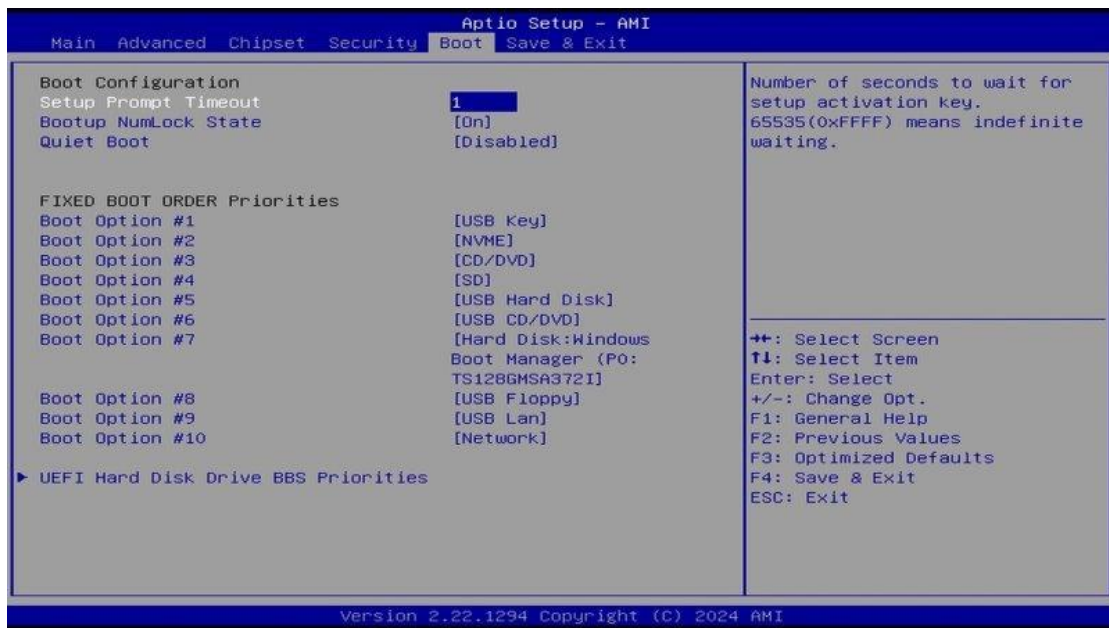 Aptio Setup - AMI
Main Advanced Chipset Security Boot Save & Exit
Boot Configuration
Setup Prompt Timeout 1
Bootup NumLock State [On]
Quiet Boot [Disabled]
FIXED BOOT ORDER Priorities
Boot Option #1 [USB Key]
Boot Option #2 [NVME]
Boot Option #3 [CD/DVD]
Boot Option #4 [SD]
Boot Option #5 [USB Hard Disk]
Boot Option #6 [USB CD/DVD]
Boot Option #7 [Hard Disk:Windows
Boot Manager (P0:
TS128GMSA372I]
Boot Option #8 [USB Floppy]
Boot Option #9 [USB Lan]
Boot Option #10 [Network]
UEFI Hard Disk Drive BBS Priorities
Number of seconds to wait for
setup activation key.
65535(0xFFFF) means indefinite
waiting.
→←: Select Screen
↑↓: Select Item
Enter: Select
+/-: Change Opt.
F1: General Help
F2: Previous Values
F3: Optimized Defaults
F4: Save & Exit
ESC: Exit
Version 2.22.1294 Copyright (C) 2024 AMI